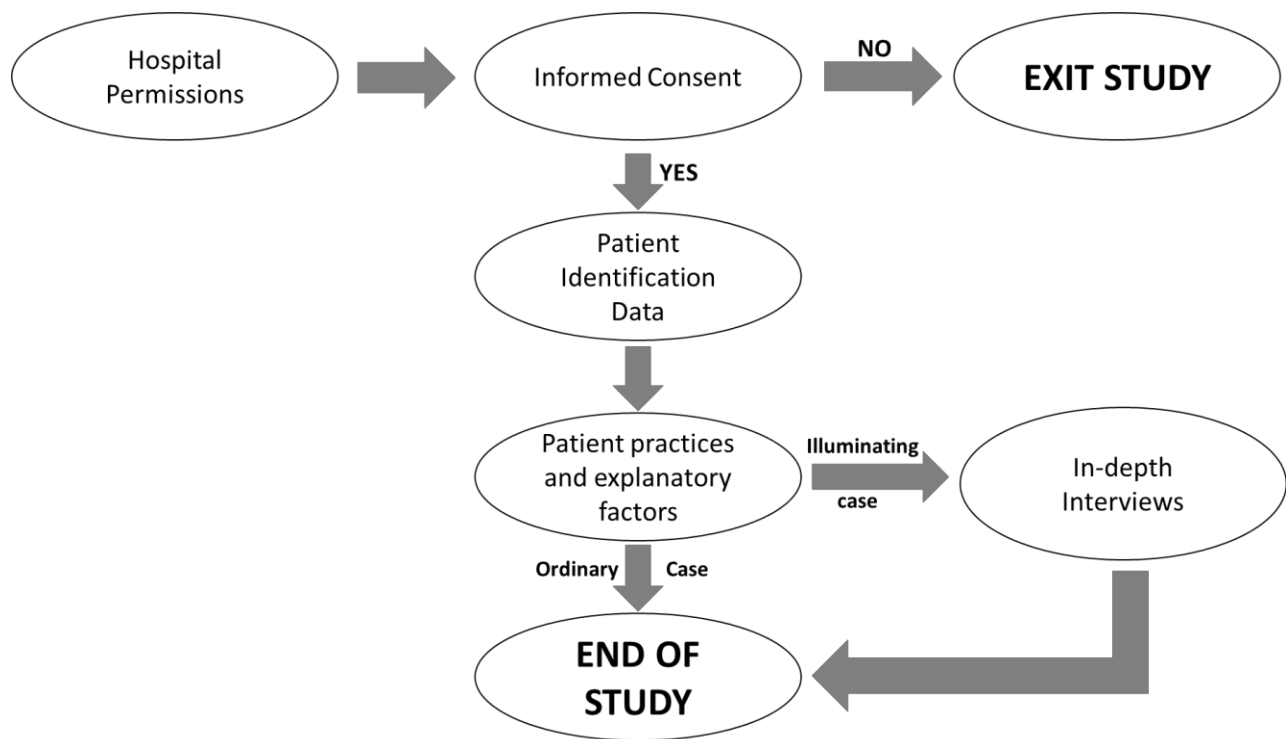 Hospital
Permissions
Informed Consent
NO
EXIT STUDY
YES
Patient
Identification
Data
Patient practices
and explanatory
factors
Illuminating
case
In-depth
Interviews
Ordinary Case
END OF
STUDY